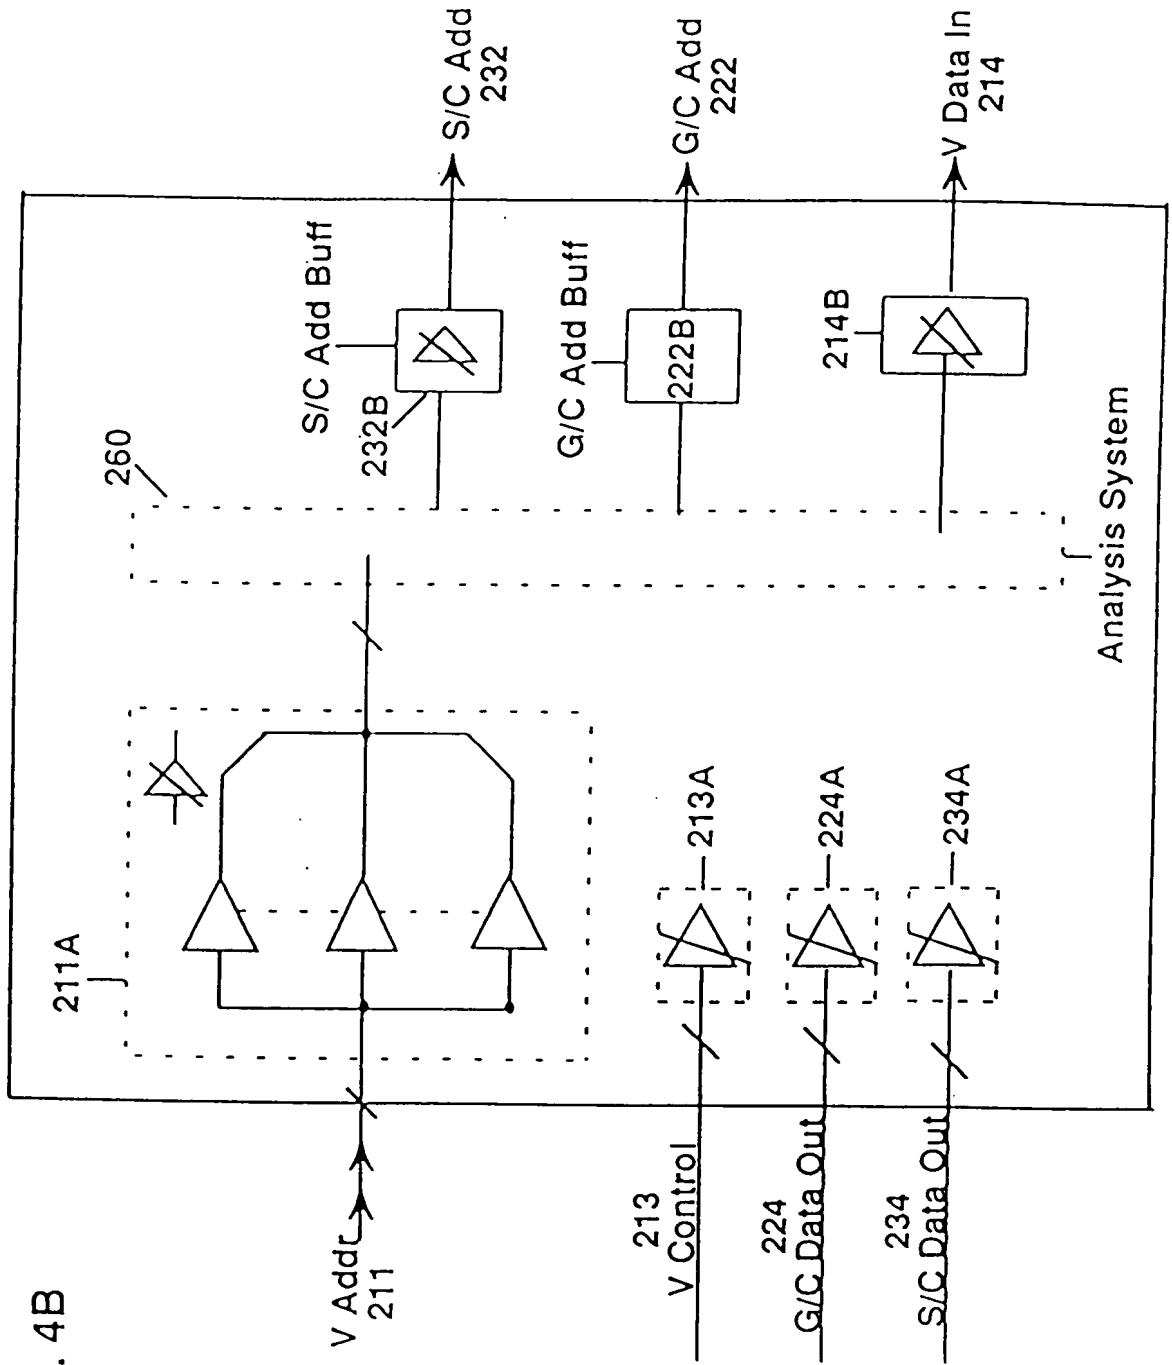 . 4B
V Addr
211
211A
260
S/C Add Buff
232B
S/C Add
232
G/C Add Buff
222B
G/C Add
222
214B
V Data In
214
213
V Control
213A
224
G/C Data Out
224A
234
S/C Data Out
234A
Analysis System